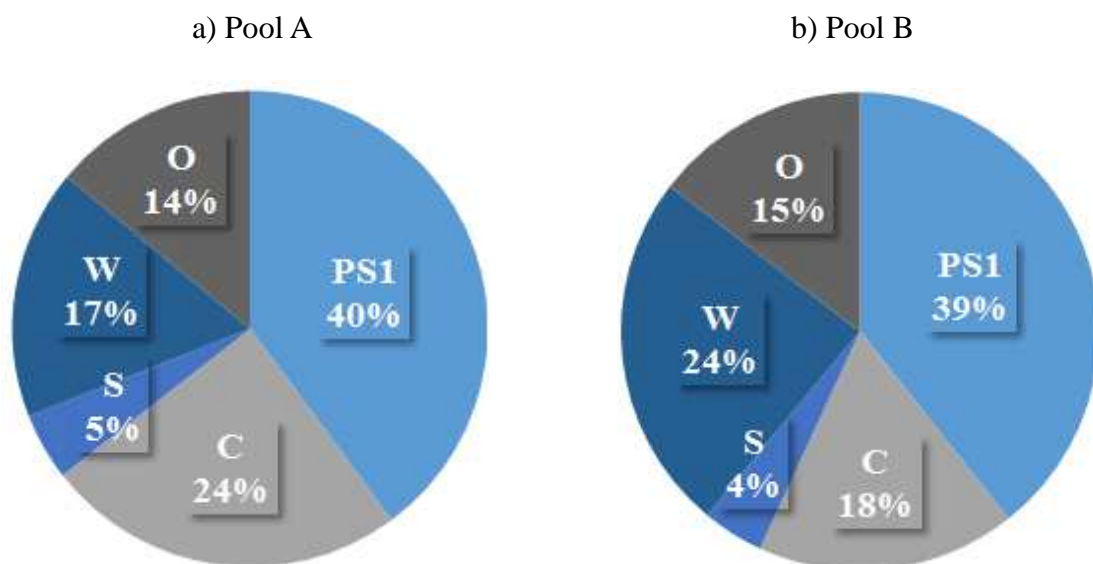 a) Pool A
O
14%
PS1
40%
W
17%
S
5%
C
24%
b) Pool B
O
15%
PS1
39%
W
24%
S
4%
C
18%